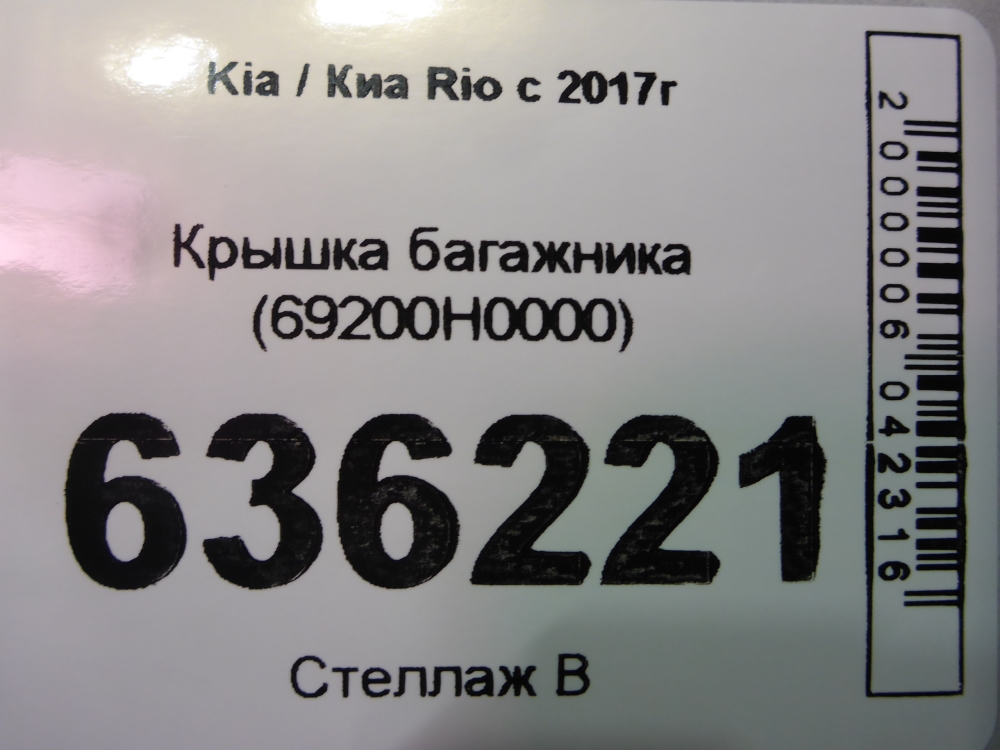 Kia / Киа Rio с 2017г
Крышка багажника
(69200H0000)
636221
Стеллаж В
2000006042316